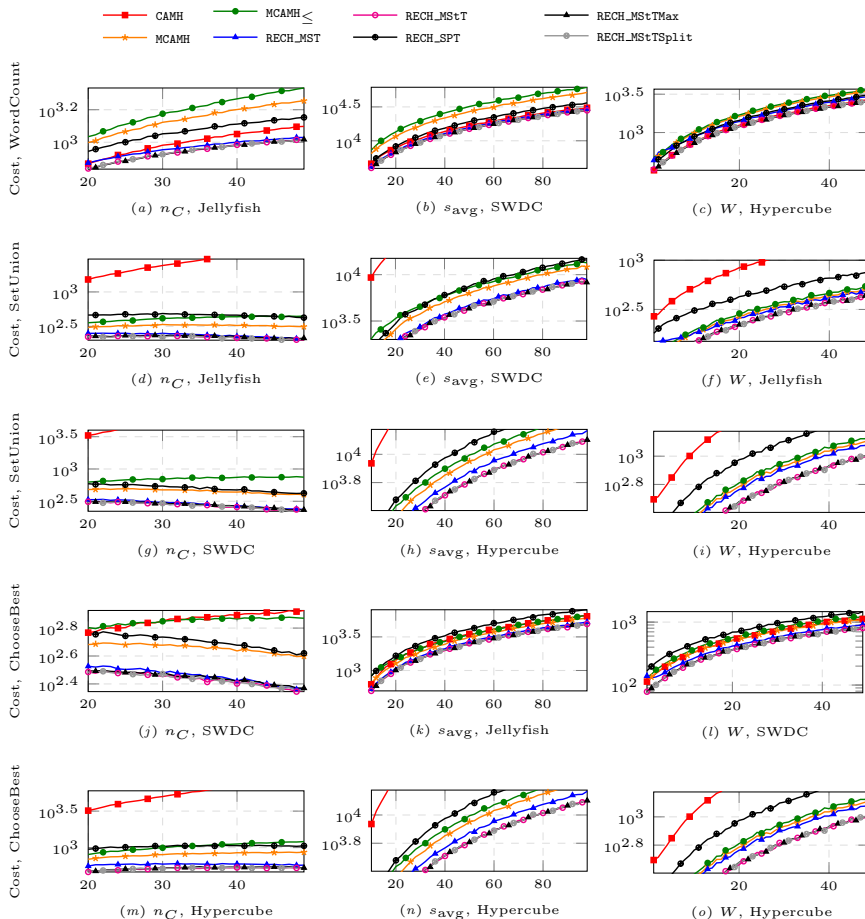 CAMH MCAMH≤ RECH_MStT RECH_MStTMax
MCAMH RECH_MST RECH_SPT RECH_MStTSplit
Cost, WordCount
10^3.2
10^3
20 30 40
(a) n_C, Jellyfish
10^4.5
10^4
20 40 60 80
(b) s_avg, SWDC
10^3
20 40
(c) W, Hypercube
Cost, SetUnion
10^3
10^2.5
20 30 40
(d) n_C, Jellyfish
10^4
10^3.5
20 40 60 80
(e) s_avg, SWDC
10^3
10^2.5
20 40
(f) W, Jellyfish
Cost, SetUnion
10^3.5
10^3
10^2.5
20 30 40
(g) n_C, SWDC
10^4
10^3.8
20 40 60 80
(h) s_avg, Hypercube
10^3
10^2.8
20 40
(i) W, Hypercube
Cost, ChooseBest
10^2.8
10^2.6
10^2.4
20 30 40
(j) n_C, SWDC
10^3.5
10^3
20 40 60 80
(k) s_avg, Jellyfish
10^3
10^2
20 40
(l) W, SWDC
Cost, ChooseBest
10^3.5
10^3
20 30 40
(m) n_C, Hypercube
10^4
10^3.8
20 40 60 80
(n) s_avg, Hypercube
10^3
10^2.8
20 40
(o) W, Hypercube